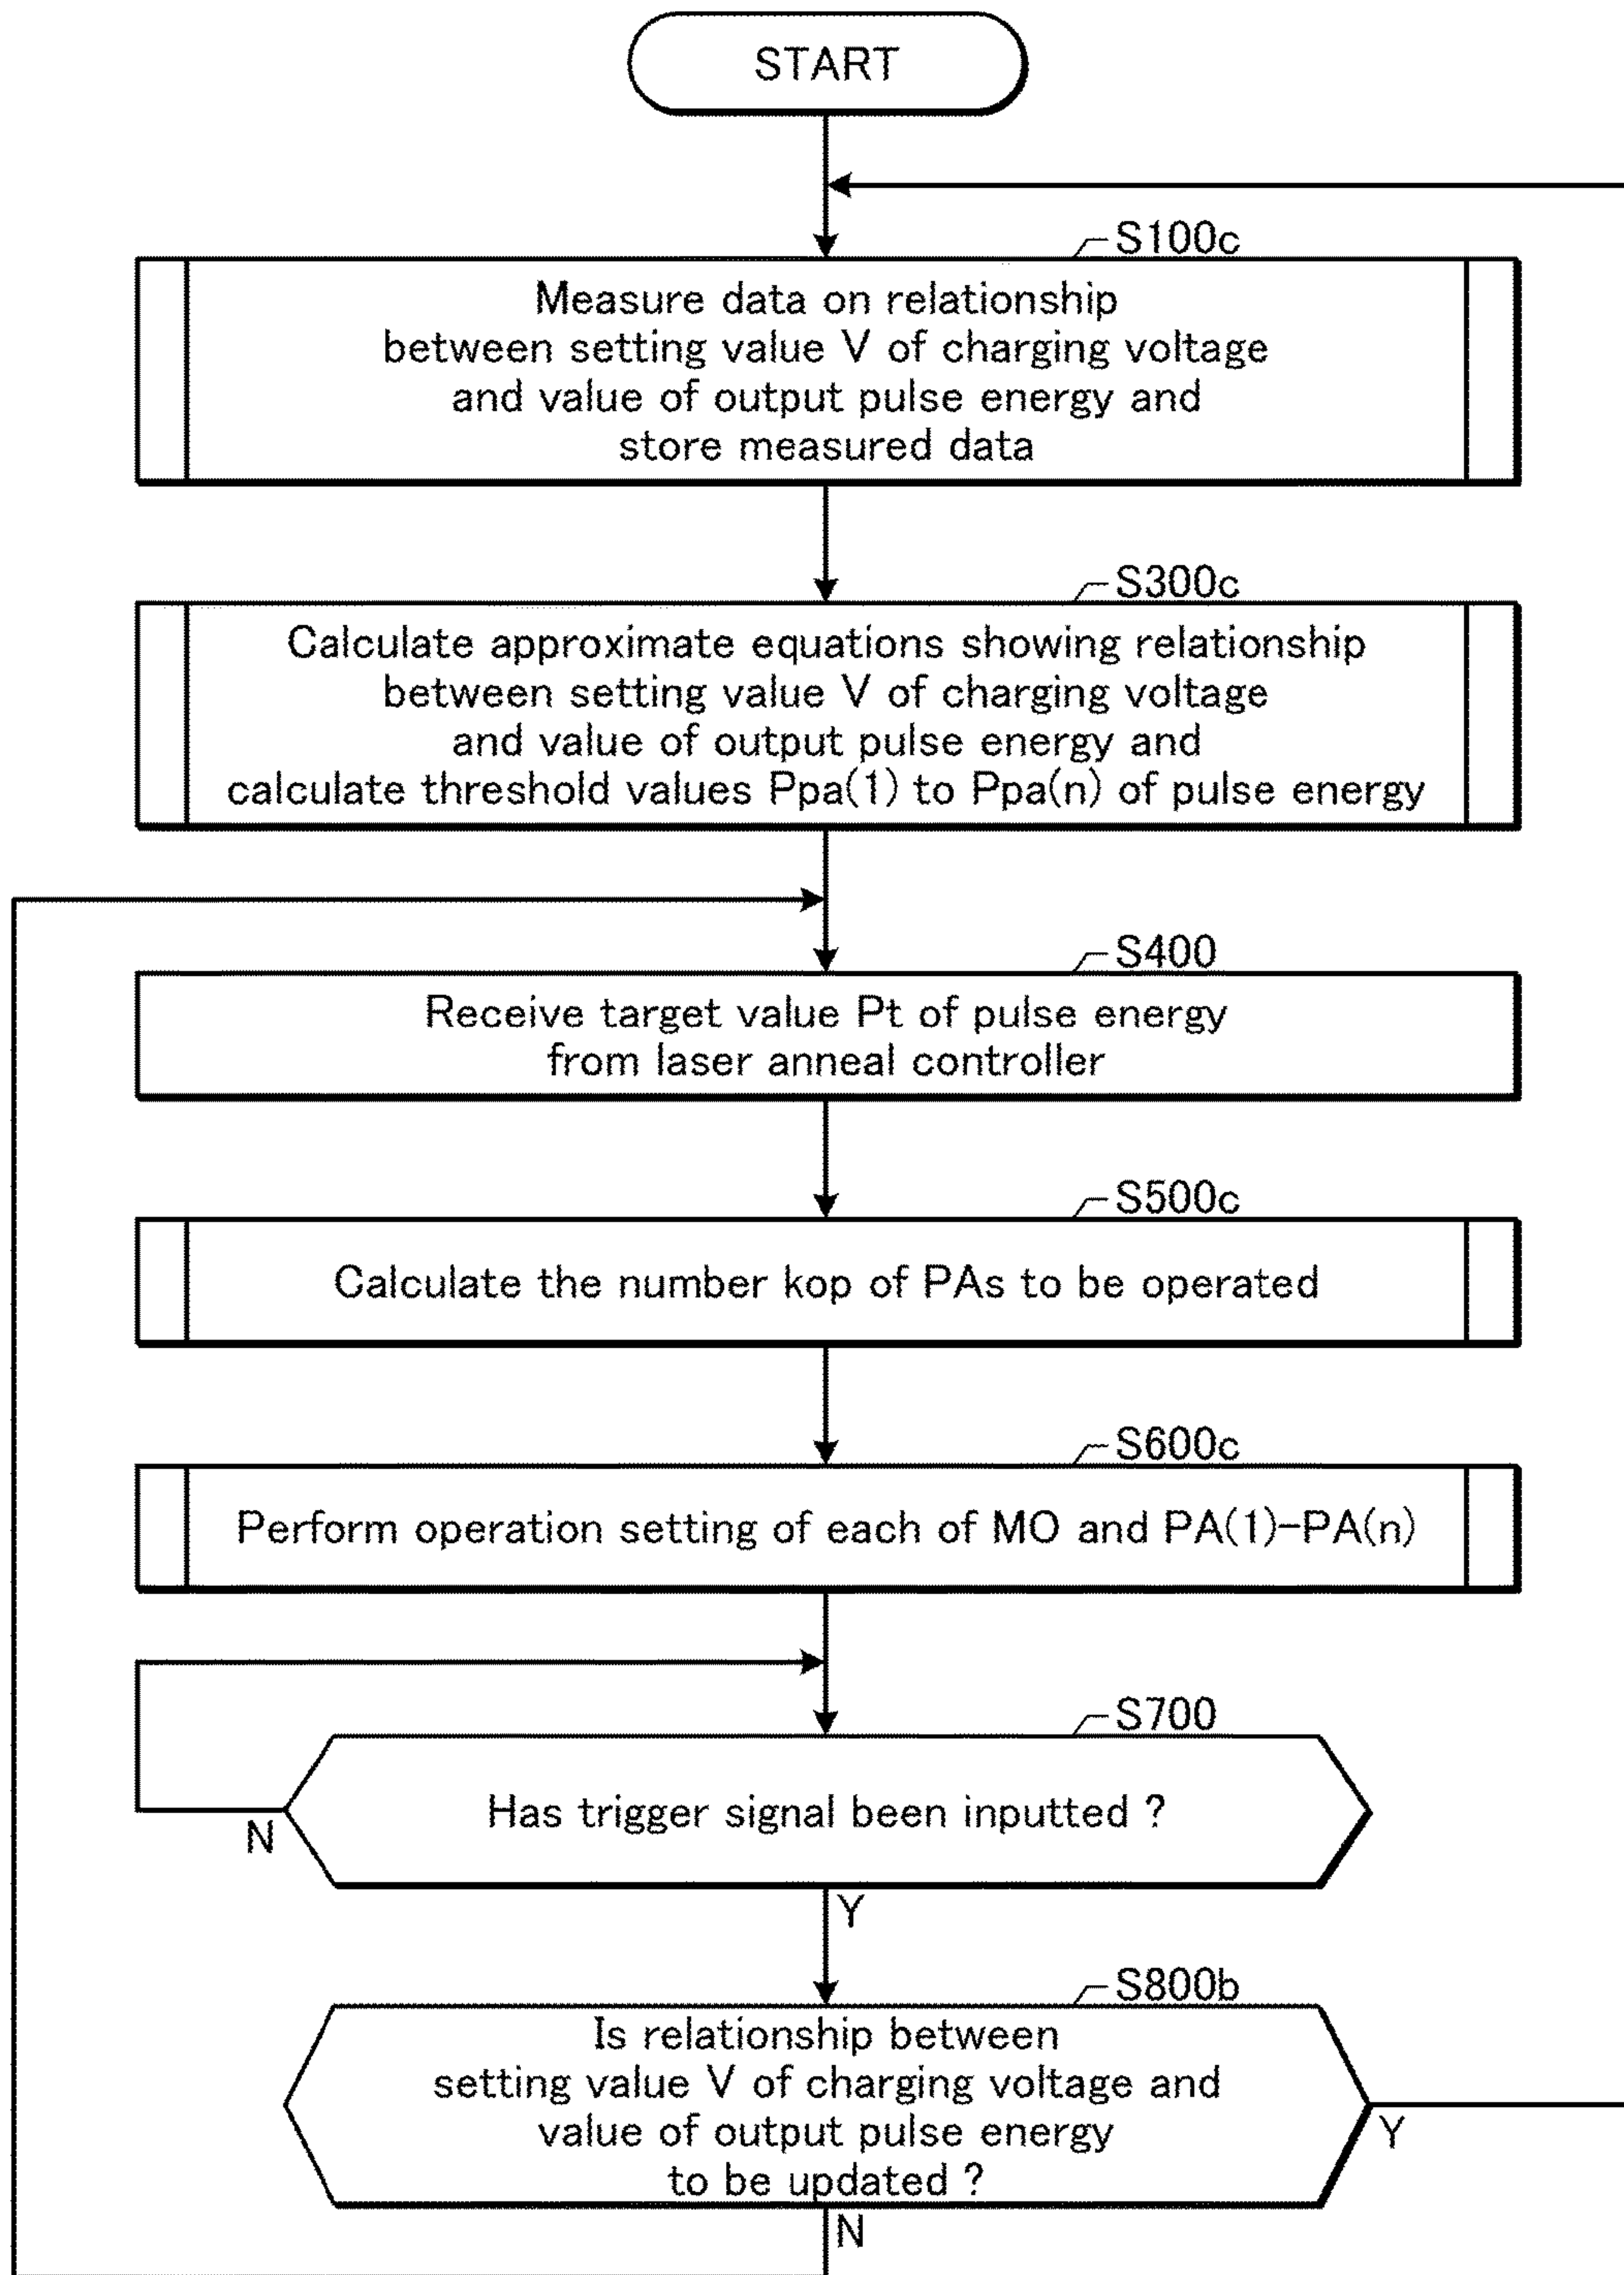 START
S100c
Measure data on relationship
between setting value V of charging voltage
and value of output pulse energy and
store measured data
S300c
Calculate approximate equations showing relationship
between setting value V of charging voltage
and value of output pulse energy and
calculate threshold values Ppa(1) to Ppa(n) of pulse energy
S400
Receive target value Pt of pulse energy
from laser anneal controller
S500c
Calculate the number kop of PAs to be operated
S600c
Perform operation setting of each of MO and PA(1)-PA(n)
S700
Has trigger signal been inputted ?
N
Y
S800b
Is relationship between
setting value V of charging voltage and
value of output pulse energy
to be updated ?
Y
N